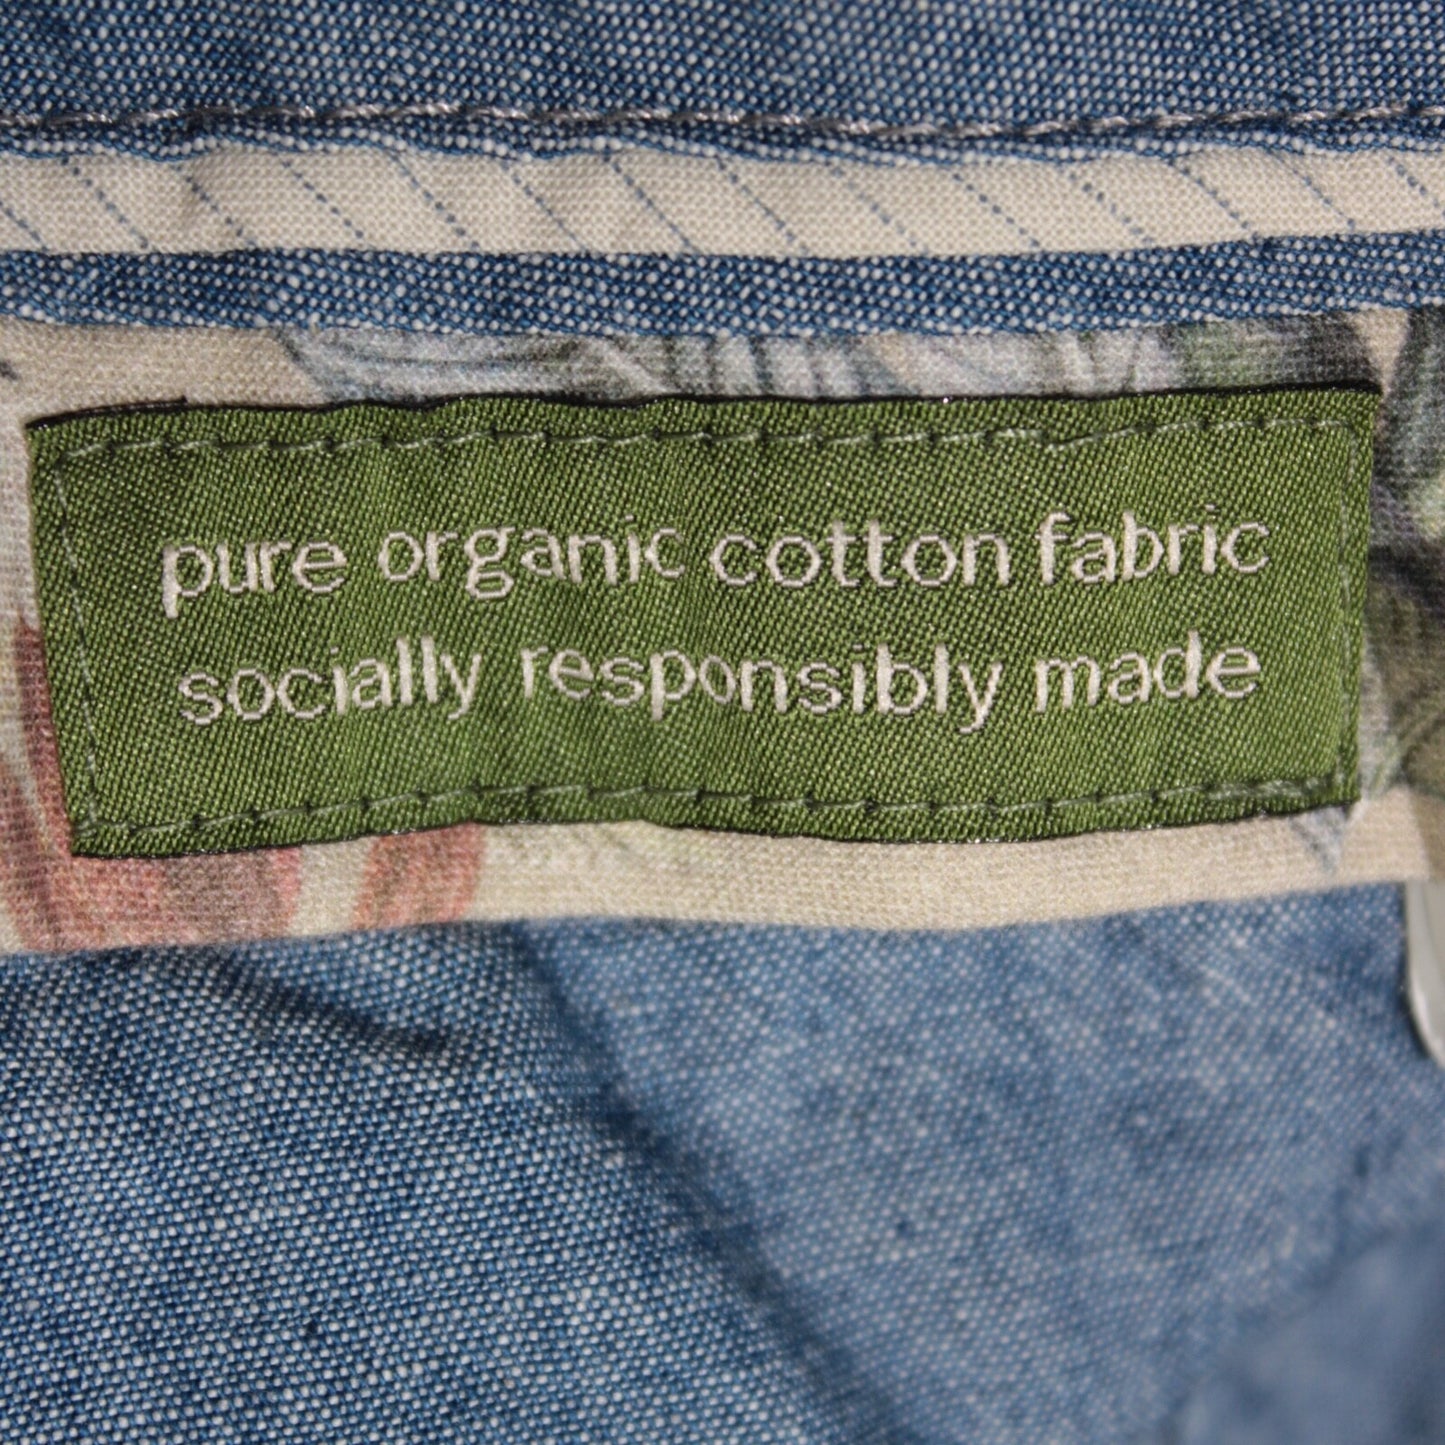 pure organic cotton fabric
socially responsibly made